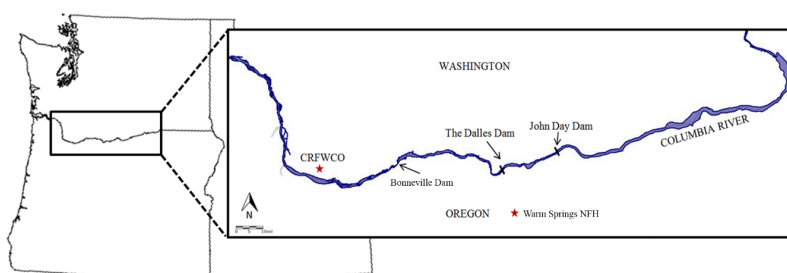 WASHINGTON
John Day Dam
The Dalles Dam
COLUMBIA RIVER
CRFWCO
Bonneville Dam
N
OREGON
Warm Springs NFH